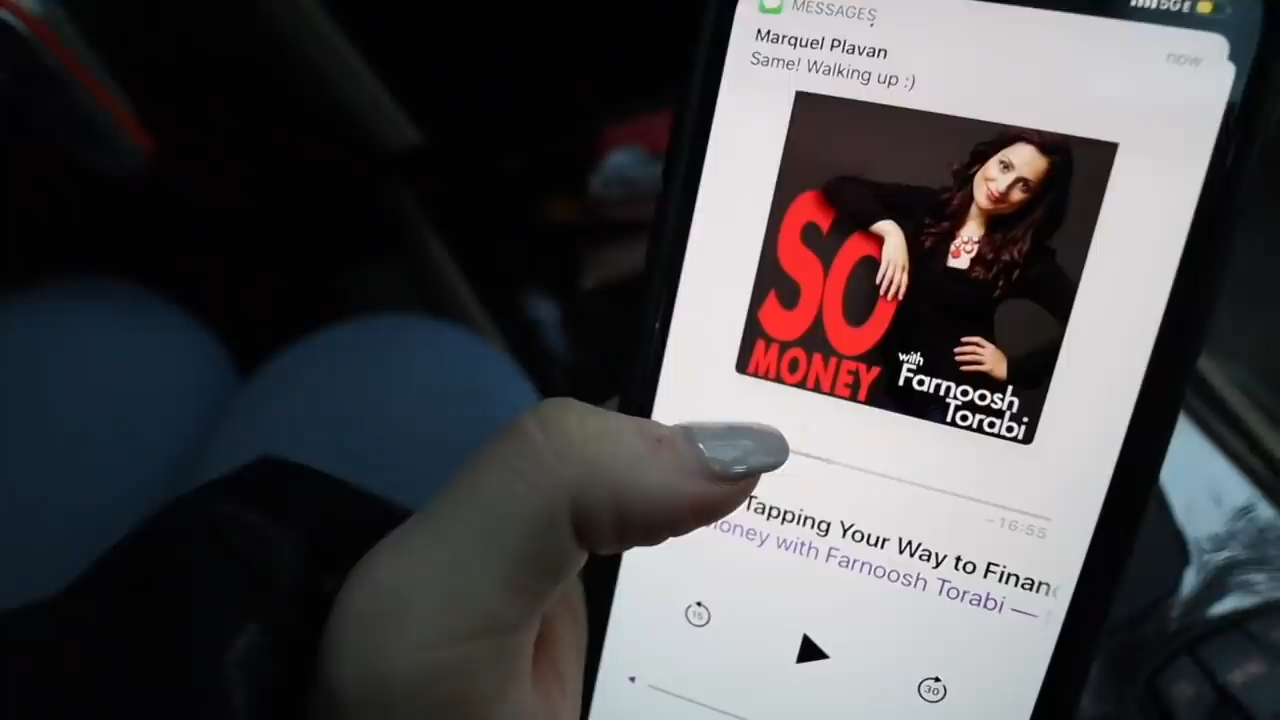 5GE
MESSAGES
Marquel Plavan
now
Same! Walking up :)
SO
MONEY
with
Farnoosh
Torabi
-16:55
Tapping Your Way to Finan
oney with Farnoosh Torabi —
15
30